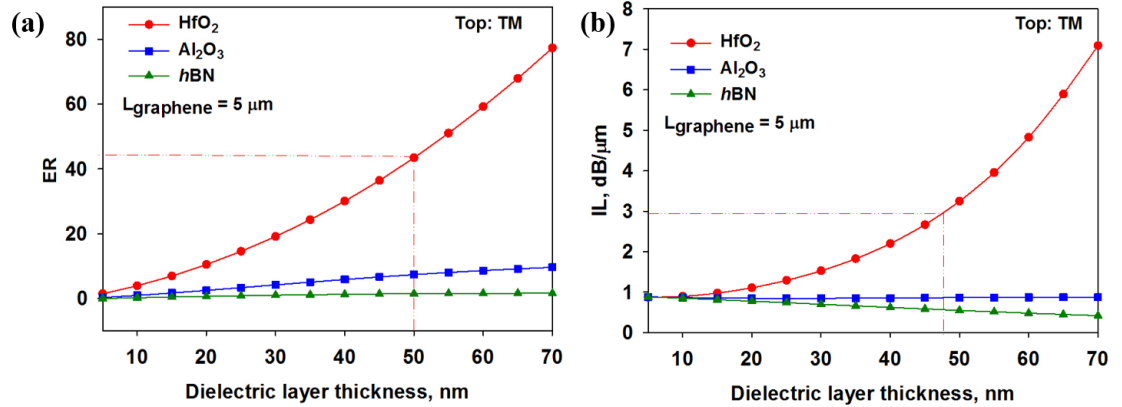 (a)
HfO2
Al2O3
hBN
Lgraphene = 5 μm
Top: TM
ER
80
60
40
20
0
10 20 30 40 50 60 70
Dielectric layer thickness, nm
(b)
HfO2
Al2O3
hBN
Lgraphene = 5 μm
Top: TM
IL, dB/μm
8
7
6
5
4
3
2
1
0
10 20 30 40 50 60 70
Dielectric layer thickness, nm